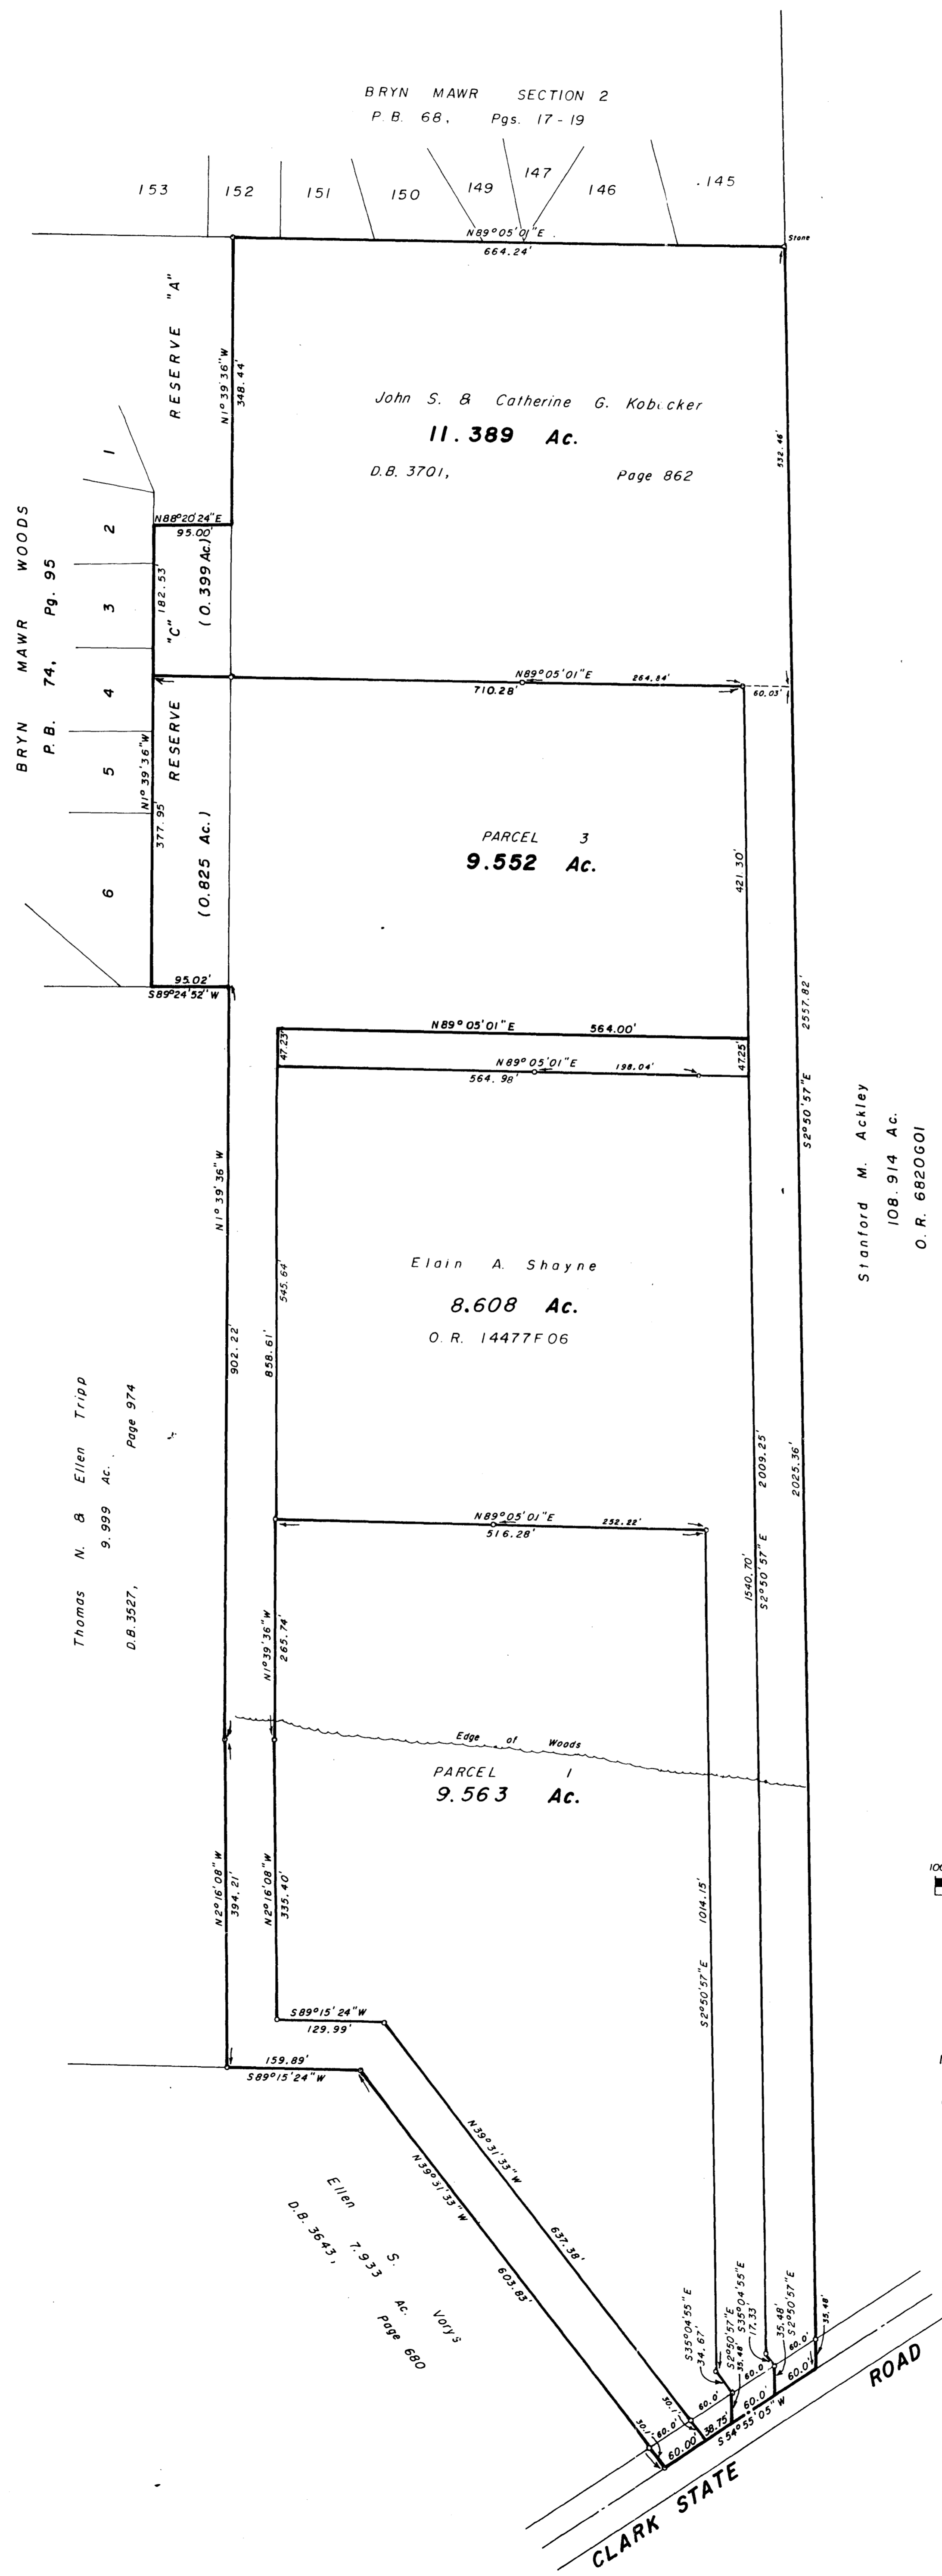 BRYN MAWR SECTION 2
P.B. 68, Pgs. 17-19
153
152
151
150
149
147
146
145
N89°05'01"E
664.24'
Stone
RESERVE "A"
N1°39'36"W
348.44'
John S. & Catherine G. Kobacker
11.389 Ac.
D.B. 3701, Page 862
532.46'
BRYN MAWR WOODS
P.B. 74, Pg. 95
1
2
3
4
5
6
N88°20'24"E
95.00'
182.53'
"C"
(0.399 Ac.)
N89°05'01"E
264.84'
710.28'
60.03'
RESERVE
N1°39'36"W
377.95'
(0.825 Ac.)
PARCEL 3
9.552 Ac.
421.30'
95.02'
S89°24'52"W
2557.82'
S2°50'57"E
N89°05'01"E 564.00'
47.23'
47.25'
N89°05'01"E
198.04'
564.98'
Stanford M. Ackley
108.914 Ac.
O.R. 6820G01
N1°39'36"W
902.22'
545.64'
858.61'
Elain A. Shayne
8.608 Ac.
O.R. 14477F06
Thomas N. & Ellen Tripp
9.999 Ac.
D.B. 3527, Page 974
2009.25'
2025.36'
1540.70'
S2°50'57"E
N89°05'01"E
252.22'
516.28'
N1°39'36"W
265.74'
Edge of Woods
PARCEL 1
9.563 Ac.
N2°16'08"W
394.21'
N2°16'08"W
335.40'
1014.15'
S2°50'57"E
S89°15'24"W
129.99'
159.89'
S89°15'24"W
N39°31'33"W
637.38'
N39°31'33"W
603.83'
Ellen S. Vorys
7.933 Ac.
D.B. 3643, Page 680
S35°04'55"E
34.67'
S2°50'57"E
35.48'
S35°04'55"E
17.33'
35.48'
S2°50'57"E
35.48'
60.0'
60.0'
60.0'
60.0'
30.1'
30.1'
60.00'
38.75'
60.0'
60.0'
S54°55'05"W
CLARK STATE ROAD